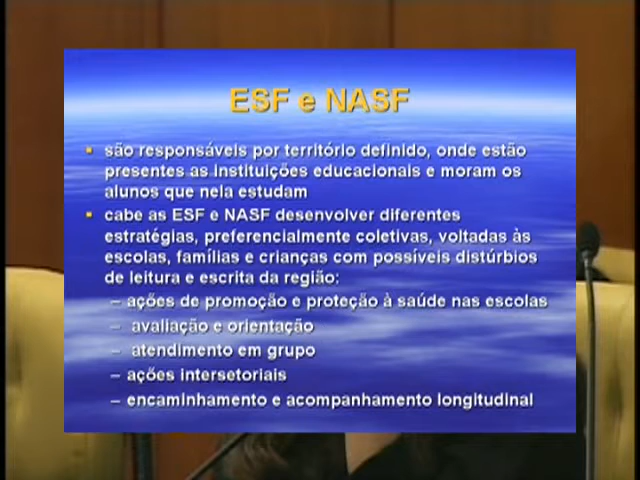 ESF e NASF
são responsáveis por território definido, onde estão
presentes as instituições educacionais e moram os
alunos que nela estudam
cabe as ESF e NASF desenvolver diferentes
estratégias, preferencialmente coletivas, voltadas às
escolas, famílias e crianças com possíveis distúrbios
de leitura e escrita da região:
– ações de promoção e proteção à saúde nas escolas
– avaliação e orientação
– atendimento em grupo
– ações intersetoriais
– encaminhamento e acompanhamento longitudinal